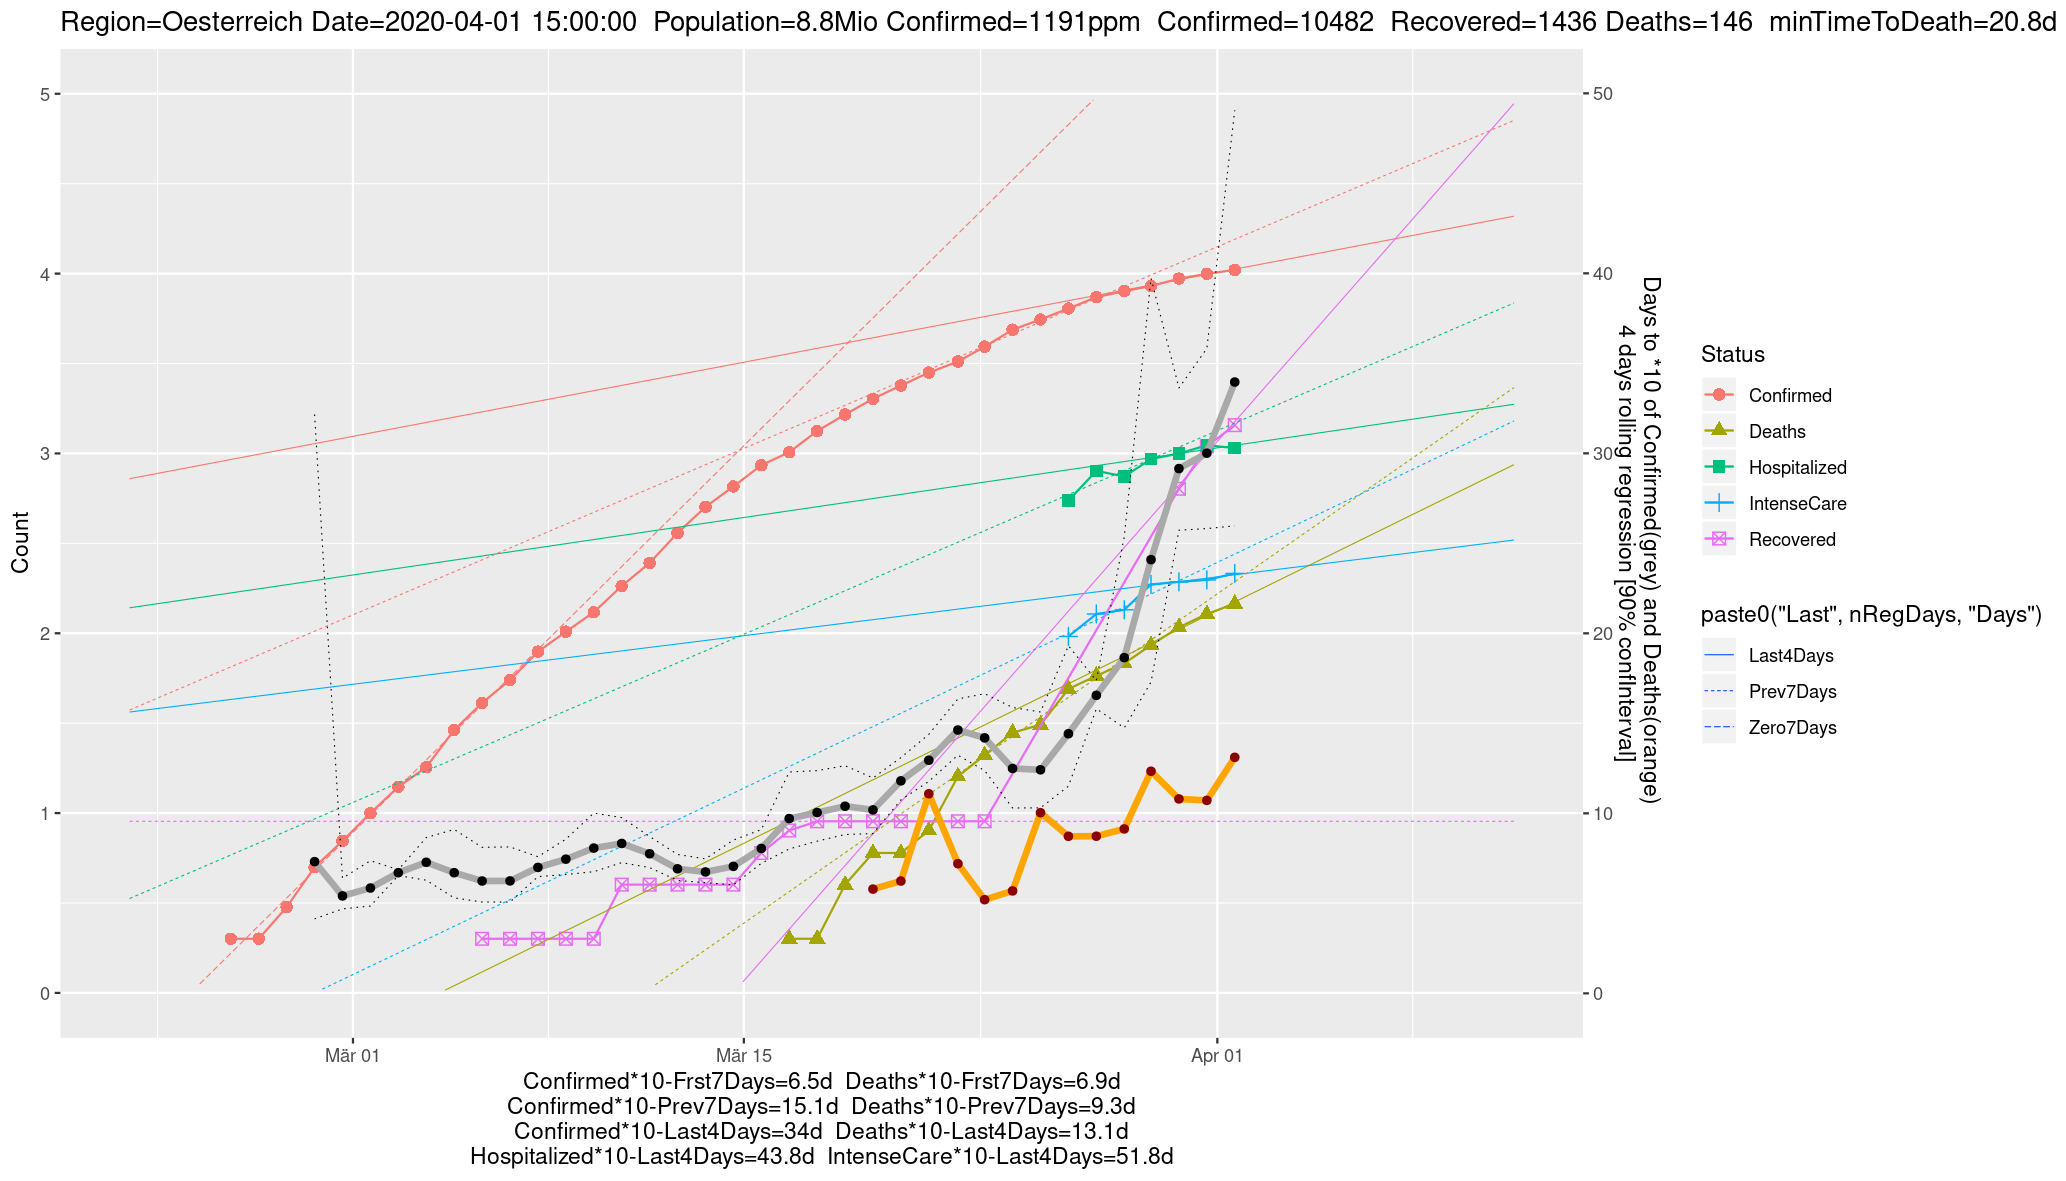 Region=Oesterreich Date=2020-04-01 15:00:00  Population=8.8Mio Confirmed=1191ppm  Confirmed=10482  Recovered=1436 Deaths=146  minTimeToDeath=20.8d
Count
5
4
3
2
1
0
50
40
30
20
10
0
Days to *10 of Confirmed(grey) and Deaths(orange)
4 days rolling regression [90% confInterval]
Mär 01
Mär 15
Apr 01
Confirmed*10-Frst7Days=6.5d  Deaths*10-Frst7Days=6.9d
Confirmed*10-Prev7Days=15.1d  Deaths*10-Prev7Days=9.3d
Confirmed*10-Last4Days=34d  Deaths*10-Last4Days=13.1d
Hospitalized*10-Last4Days=43.8d  IntenseCare*10-Last4Days=51.8d
Status
Confirmed
Deaths
Hospitalized
IntenseCare
Recovered
paste0("Last", nRegDays, "Days")
Last4Days
Prev7Days
Zero7Days